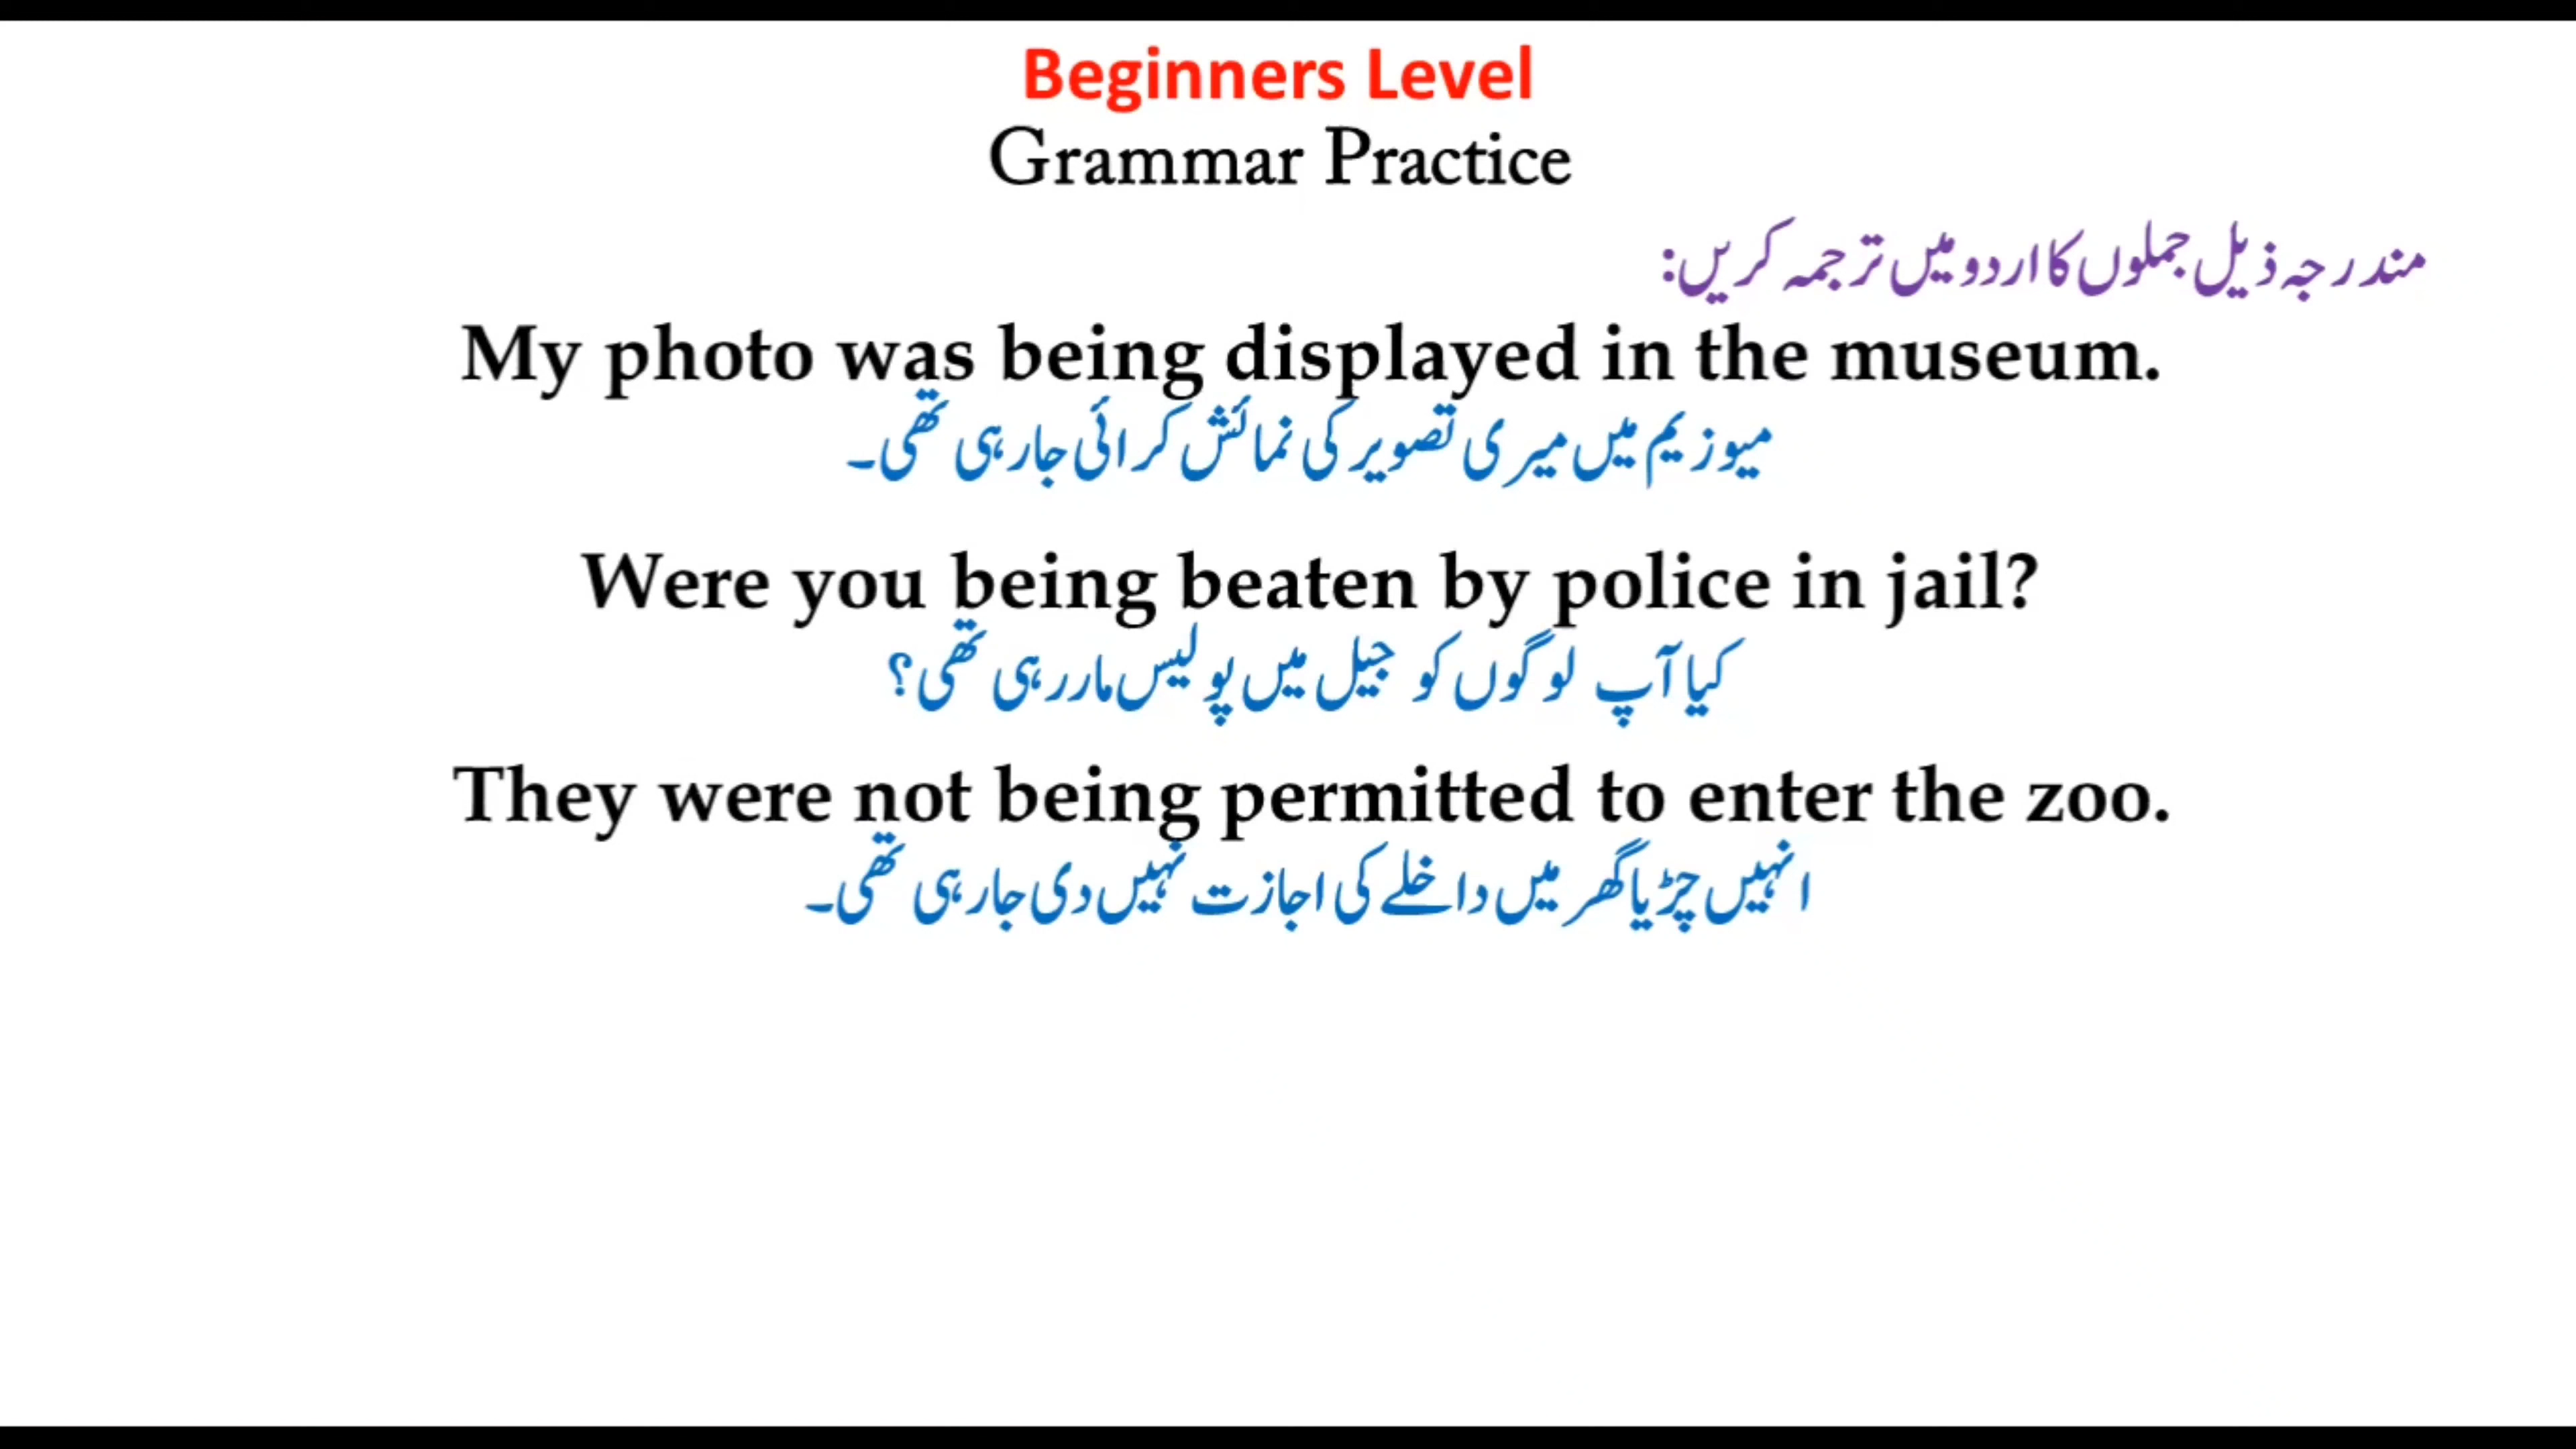 Beginners Level
Grammar Practice
مندرجہ ذیل جملوں کا اردو میں ترجمہ کریں:
My photo was being displayed in the museum.
میوزیم میں میری تصویر کی نمائش کرائی جارہی تھی۔
Were you being beaten by police in jail?
کیا آپ لوگوں کو جیل میں پولیس مار رہی تھی؟
They were not being permitted to enter the zoo.
انہیں چڑیا گھر میں داخلے کی اجازت نہیں دی جارہی تھی۔